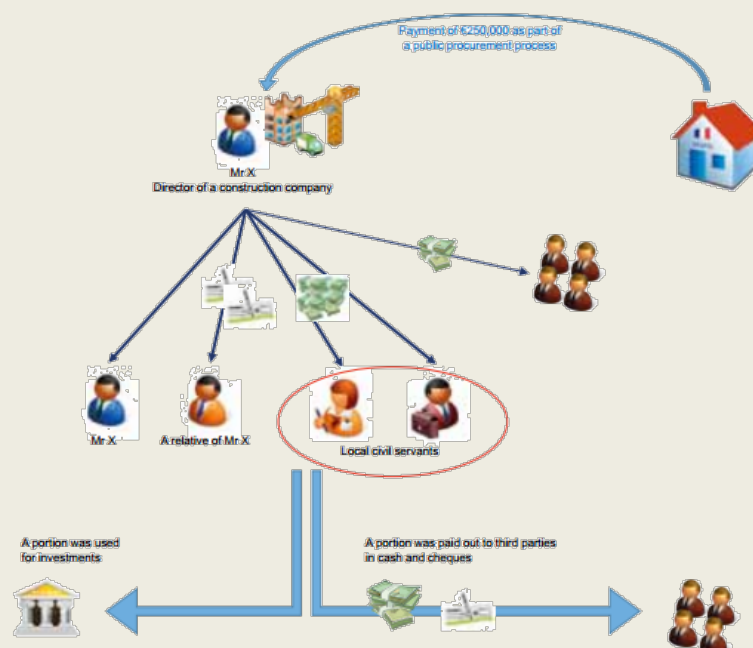 Payment of €250,000 as part of
a public procurement process
Mr X
Director of a construction company
Mr X
A relative of Mr X
Local civil servants
A portion was used
for investments
A portion was paid out to third parties
in cash and cheques